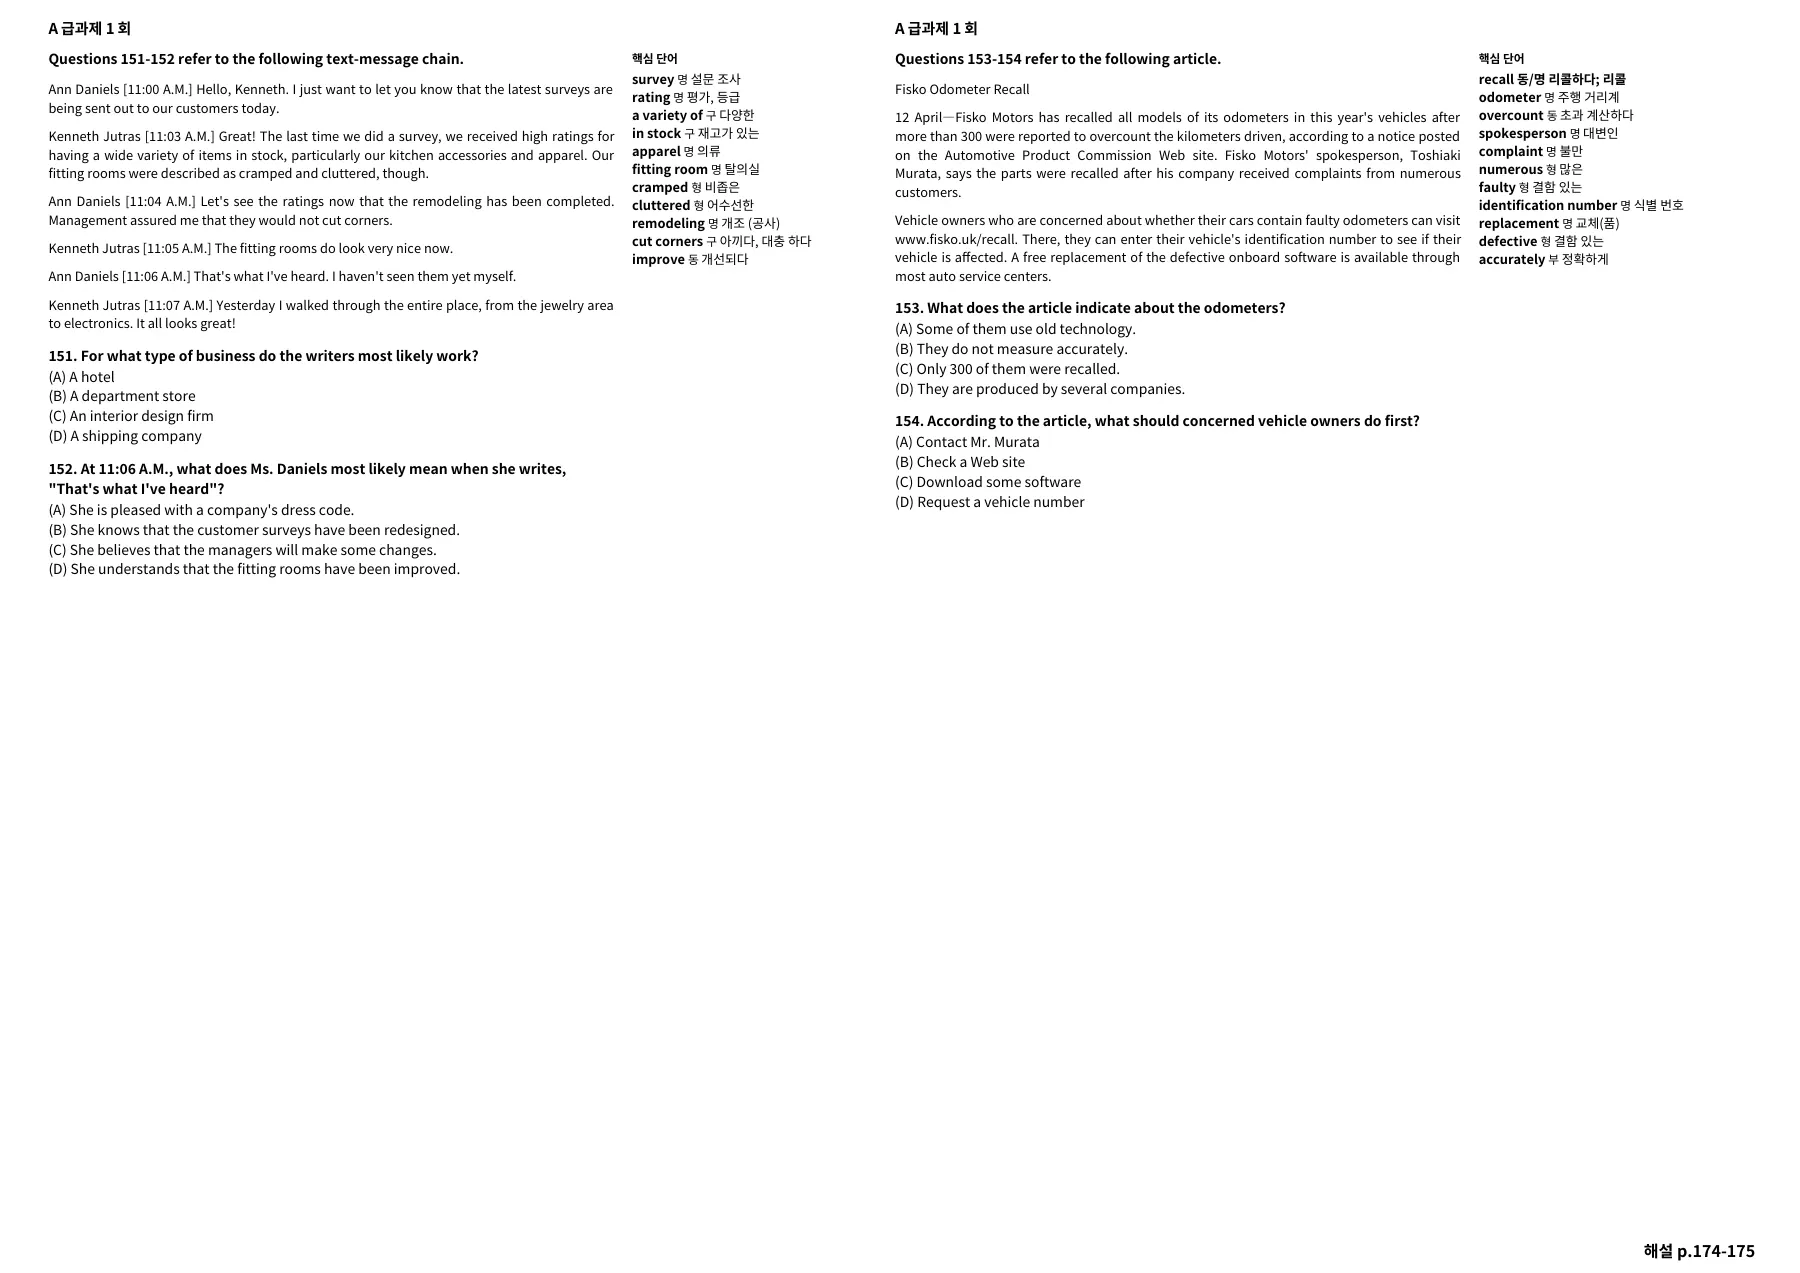 A 급과제 1 회
Questions 151-152 refer to the following text-message chain.
Ann Daniels [11:00 A.M.] Hello, Kenneth. I just want to let you know that the latest surveys are
being sent out to our customers today.
Kenneth Jutras [11:03 A.M.] Great! The last time we did a survey, we received high ratings for
having a wide variety of items in stock, particularly our kitchen accessories and apparel. Our
fitting rooms were described as cramped and cluttered, though.
Ann Daniels [11:04 A.M.] Let's see the ratings now that the remodeling has been completed.
Management assured me that they would not cut corners.
Kenneth Jutras [11:05 A.M.] The fitting rooms do look very nice now.
Ann Daniels [11:06 A.M.] That's what I've heard. I haven't seen them yet myself.
Kenneth Jutras [11:07 A.M.] Yesterday I walked through the entire place, from the jewelry area
to electronics. It all looks great!
151. For what type of business do the writers most likely work?
(A) A hotel
(B) A department store
(C) An interior design firm
(D) A shipping company
152. At 11:06 A.M., what does Ms. Daniels most likely mean when she writes,
"That's what I've heard"?
(A) She is pleased with a company's dress code.
(B) She knows that the customer surveys have been redesigned.
(C) She believes that the managers will make some changes.
(D) She understands that the fitting rooms have been improved.
핵심 단어
survey 명 설문 조사
rating 명 평가, 등급
a variety of 구 다양한
in stock 구 재고가 있는
apparel 명 의류
fitting room 명 탈의실
cramped 형 비좁은
cluttered 형 어수선한
remodeling 명 개조 (공사)
cut corners 구 아끼다, 대충 하다
improve 동 개선되다
A 급과제 1 회
Questions 153-154 refer to the following article.
Fisko Odometer Recall
12 April—Fisko Motors has recalled all models of its odometers in this year's vehicles after
more than 300 were reported to overcount the kilometers driven, according to a notice posted
on the Automotive Product Commission Web site. Fisko Motors' spokesperson, Toshiaki
Murata, says the parts were recalled after his company received complaints from numerous
customers.
Vehicle owners who are concerned about whether their cars contain faulty odometers can visit
www.fisko.uk/recall. There, they can enter their vehicle's identification number to see if their
vehicle is affected. A free replacement of the defective onboard software is available through
most auto service centers.
153. What does the article indicate about the odometers?
(A) Some of them use old technology.
(B) They do not measure accurately.
(C) Only 300 of them were recalled.
(D) They are produced by several companies.
154. According to the article, what should concerned vehicle owners do first?
(A) Contact Mr. Murata
(B) Check a Web site
(C) Download some software
(D) Request a vehicle number
핵심 단어
recall 동/명 리콜하다; 리콜
odometer 명 주행 거리계
overcount 동 초과 계산하다
spokesperson 명 대변인
complaint 명 불만
numerous 형 많은
faulty 형 결함 있는
identification number 명 식별 번호
replacement 명 교체(품)
defective 형 결함 있는
accurately 부 정확하게
해설 p.174-175